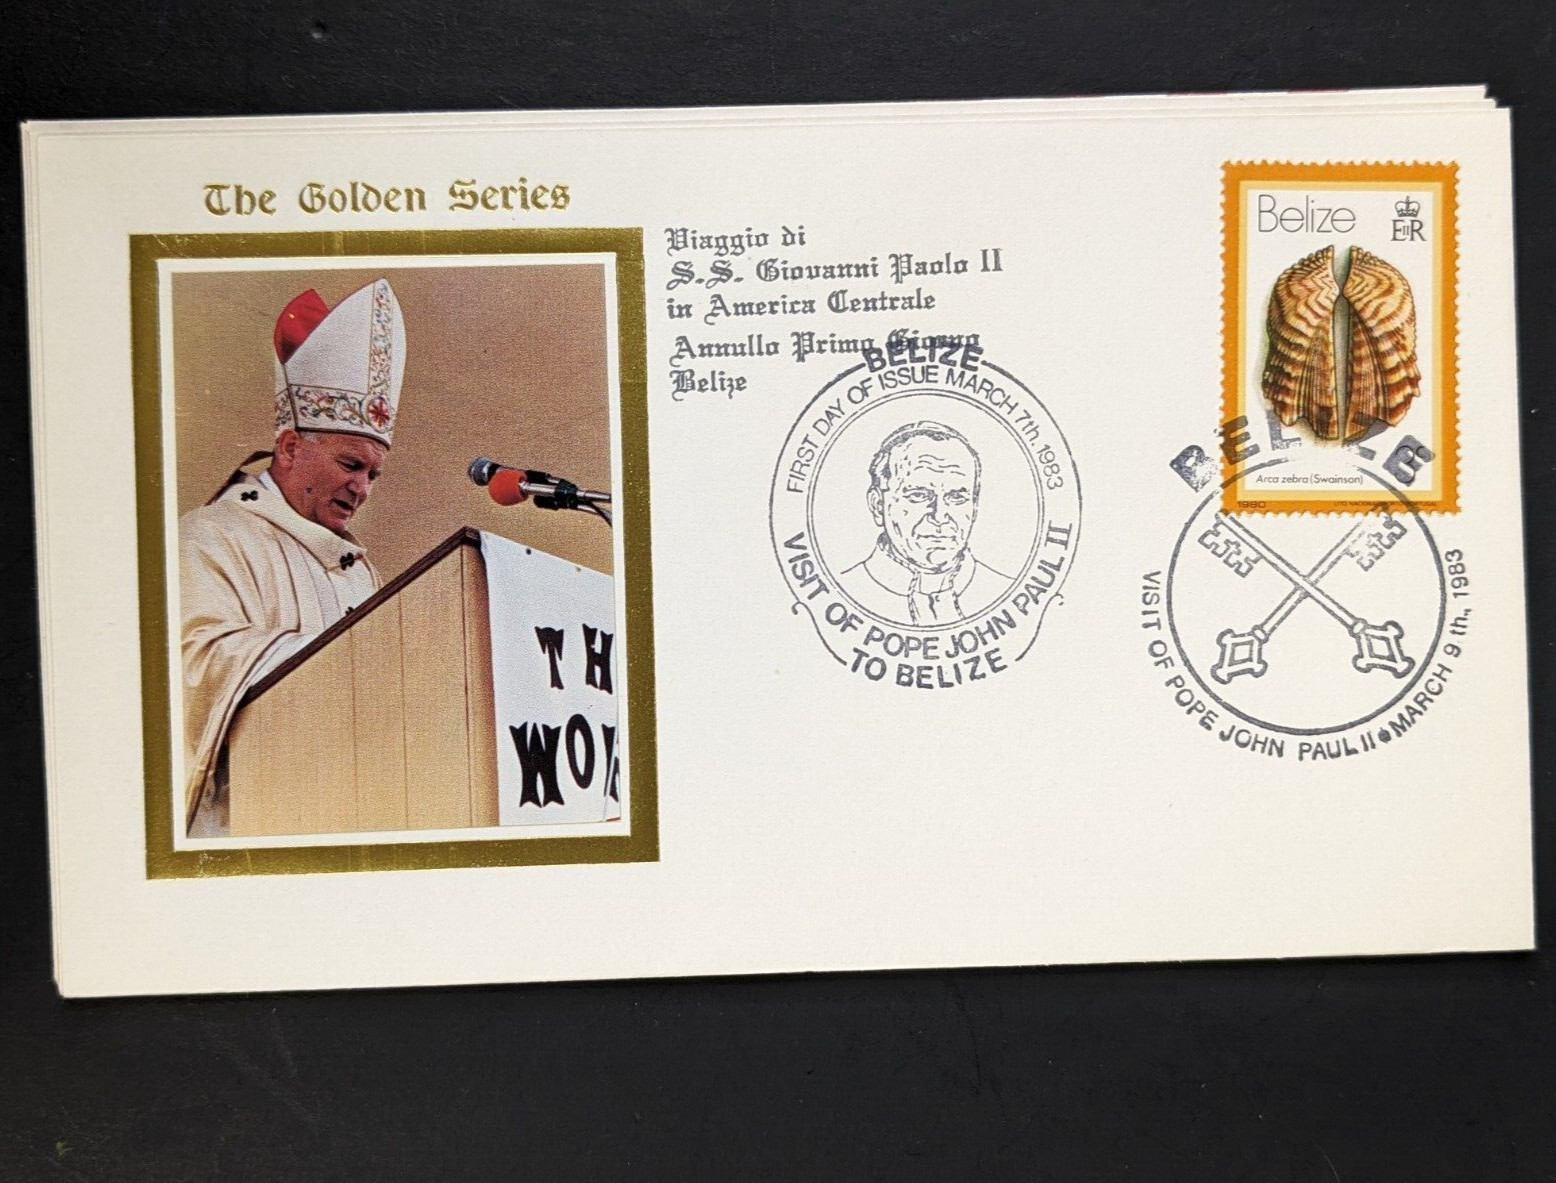 The Golden Series
Viaggio di
S.S. Giovanni Paolo II
in America Centrale
Annullo Primo Giorno
Belize
TH
WO
BELIZE
FIRST DAY OF ISSUE MARCH 7th, 1983
VISIT OF POPE JOHN PAUL II
TO BELIZE
Belize
EIIR
Arca zebra (Swainson)
1980
BELIZE
VISIT OF POPE JOHN PAUL II MARCH 9 th., 1983